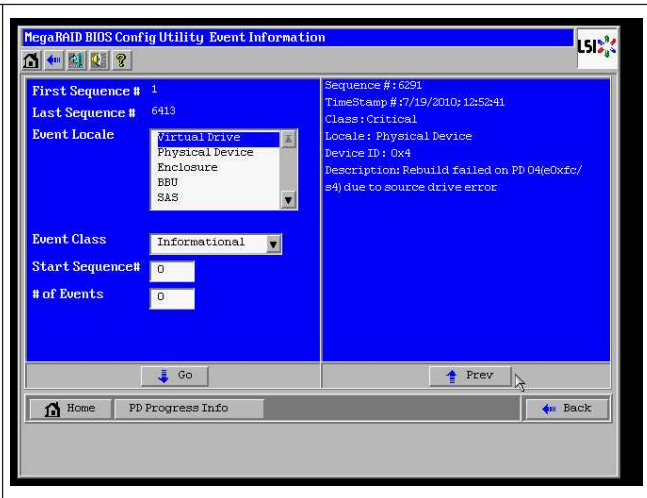 MegaRAID BIOS Config Utility Event Information
LSI
First Sequence # 1
Last Sequence # 6413
Event Locale
Virtual Drive
Physical Device
Enclosure
BBU
SAS
Event Class Informational
Start Sequence# 0
# of Events 0
Go
Sequence #:6291
TimeStamp #:7/19/2010; 12:52:41
Class: Critical
Locale: Physical Device
Device ID: 0x4
Description: Rebuild failed on PD 04(e0xfc/
s4) due to source drive error
Prev
Home PD Progress Info Back